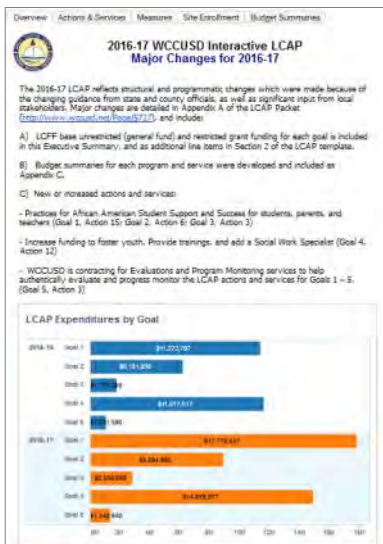 Overview Actions & Services Measures Site Enrollment Budget Summaries
2016-17 WCCUSD Interactive LCAP
Major Changes for 2016-17
The 2016-17 LCAP reflects structural and programmatic changes which were made because of
the changing guidance from state and county officials, as well as significant input from local
stakeholders. Major changes are detailed in Appendix A of the LCAP Packet
(http://www.wccusd.net/Page/5727), and include:
A) LCFF base unrestricted (general fund) and restricted grant funding for each goal is included
in this Executive Summary, and as additional line items in Section 2 of the LCAP template.
B) Budget summaries for each program and service were developed and included as
Appendix C.
C) New or increased actions and services:
- Practices for African American Student Support and Success for students, parents, and
teachers (Goal 1, Action 15; Goal 2, Action 6; Goal 3, Action 3)
- Increase funding to foster youth. Provide trainings, and add a Social Work Specialist (Goal 4,
Action 12)
- WCCUSD is contracting for Evaluations and Program Monitoring services to help
authentically evaluate and progress monitor the LCAP actions and services for Goals 1 – 5.
(Goal 5, Action 3)
LCAP Expenditures by Goal
2015-16 Goal 1
Goal 2
Goal 3
Goal 4
Goal 5
2016-17 Goal 1
Goal 2
Goal 3
Goal 4
Goal 5